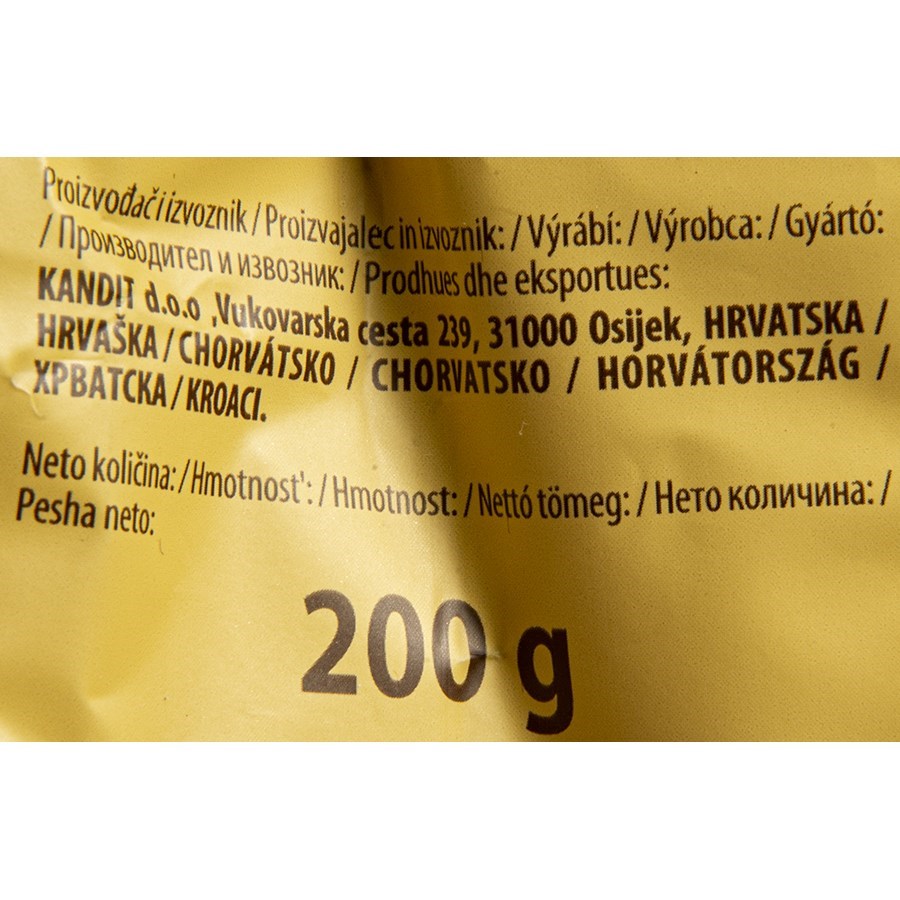 Proizvođač i izvoznik / Proizvajalec in izvoznik: / Výrábí: / Výrobca: / Gyártó:
/ Производител и извозник: / Prodhues dhe eksportues:
KANDIT d.o.o ,Vukovarska cesta 239, 31000 Osijek, HRVATSKA /
HRVAŠKA / CHORVÁTSKO / CHORVATSKO / HORVÁTORSZÁG /
ХРВАТСКА / KROACI.
Neto količina: / Hmotnosť: / Hmotnost: / Nettó tömeg: / Нето количина: /
Pesha neto:
200 g